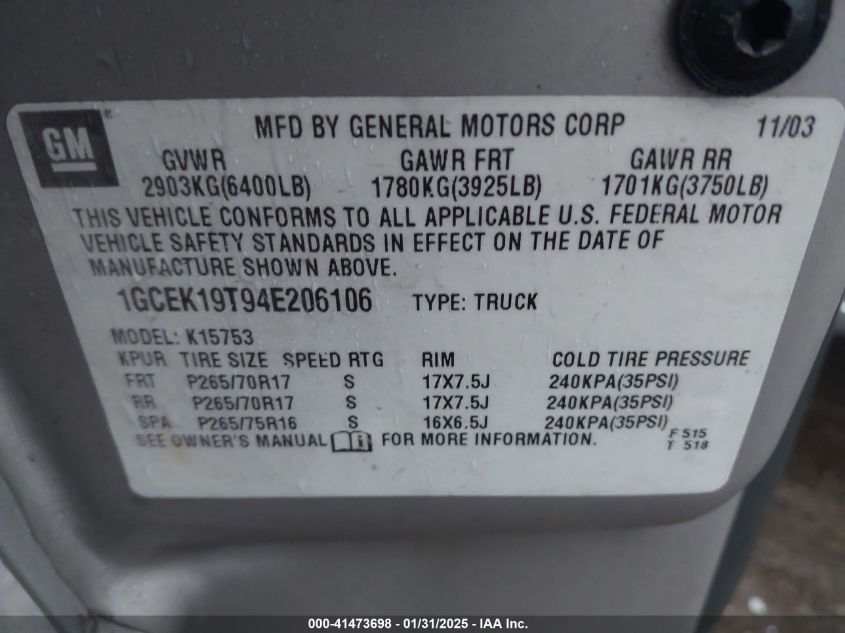 GM ®
MFD BY GENERAL MOTORS CORP 11/03
GVWR GAWR FRT GAWR RR
2903KG(6400LB) 1780KG(3925LB) 1701KG(3750LB)
THIS VEHICLE CONFORMS TO ALL APPLICABLE U.S. FEDERAL MOTOR
VEHICLE SAFETY STANDARDS IN EFFECT ON THE DATE OF
MANUFACTURE SHOWN ABOVE.
1GCEK19T94E206106 TYPE: TRUCK
MODEL: K15753
KPUR TIRE SIZE SPEED RTG RIM COLD TIRE PRESSURE
FRT P265/70R17 S 17X7.5J 240KPA(35PSI)
RR P265/70R17 S 17X7.5J 240KPA(35PSI)
SPA P265/75R16 S 16X6.5J 240KPA(35PSI)
SEE OWNER'S MANUAL FOR MORE INFORMATION. F 515
T 518
000-41473698 - 01/31/2025 - IAA Inc.